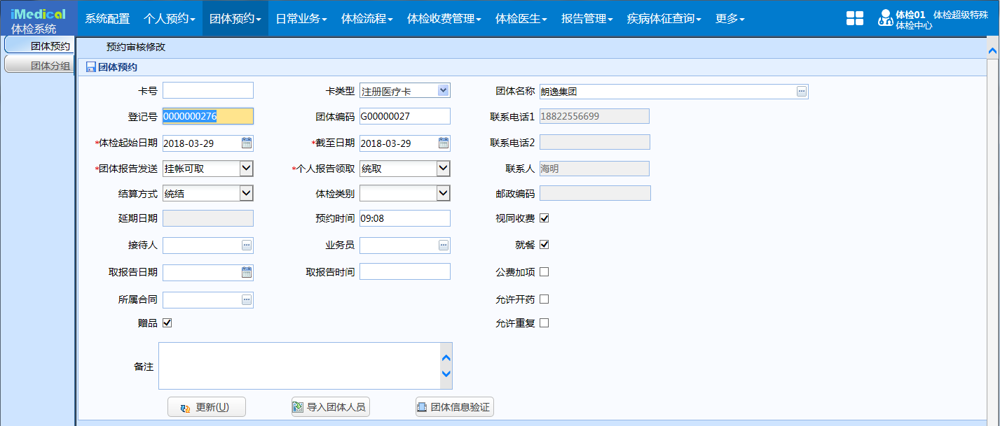 iMedical
体检系统
系统配置 个人预约 团体预约 日常业务 体检流程 体检收费管理 体检医生 报告管理 疾病体征查询 更多
体检01 体检超级特殊
体检中心
团体预约
团体分组
预约审核修改
团体预约
卡号 卡类型 注册医疗卡 团体名称 朗逸集团
登记号 0000000276 团体编码 G00000027 联系电话1 18822556699
*体检起始日期 2018-03-29 *截至日期 2018-03-29 联系电话2
*团体报告发送 挂帐可取 *个人报告领取 统取 联系人 海明
结算方式 统结 体检类别 邮政编码
延期日期 预约时间 09:08 视同收费
接待人 业务员 就餐
取报告日期 取报告时间 公费加项
所属合同 允许开药
赠品 允许重复
备注
更新(U) 导入团体人员 团体信息验证